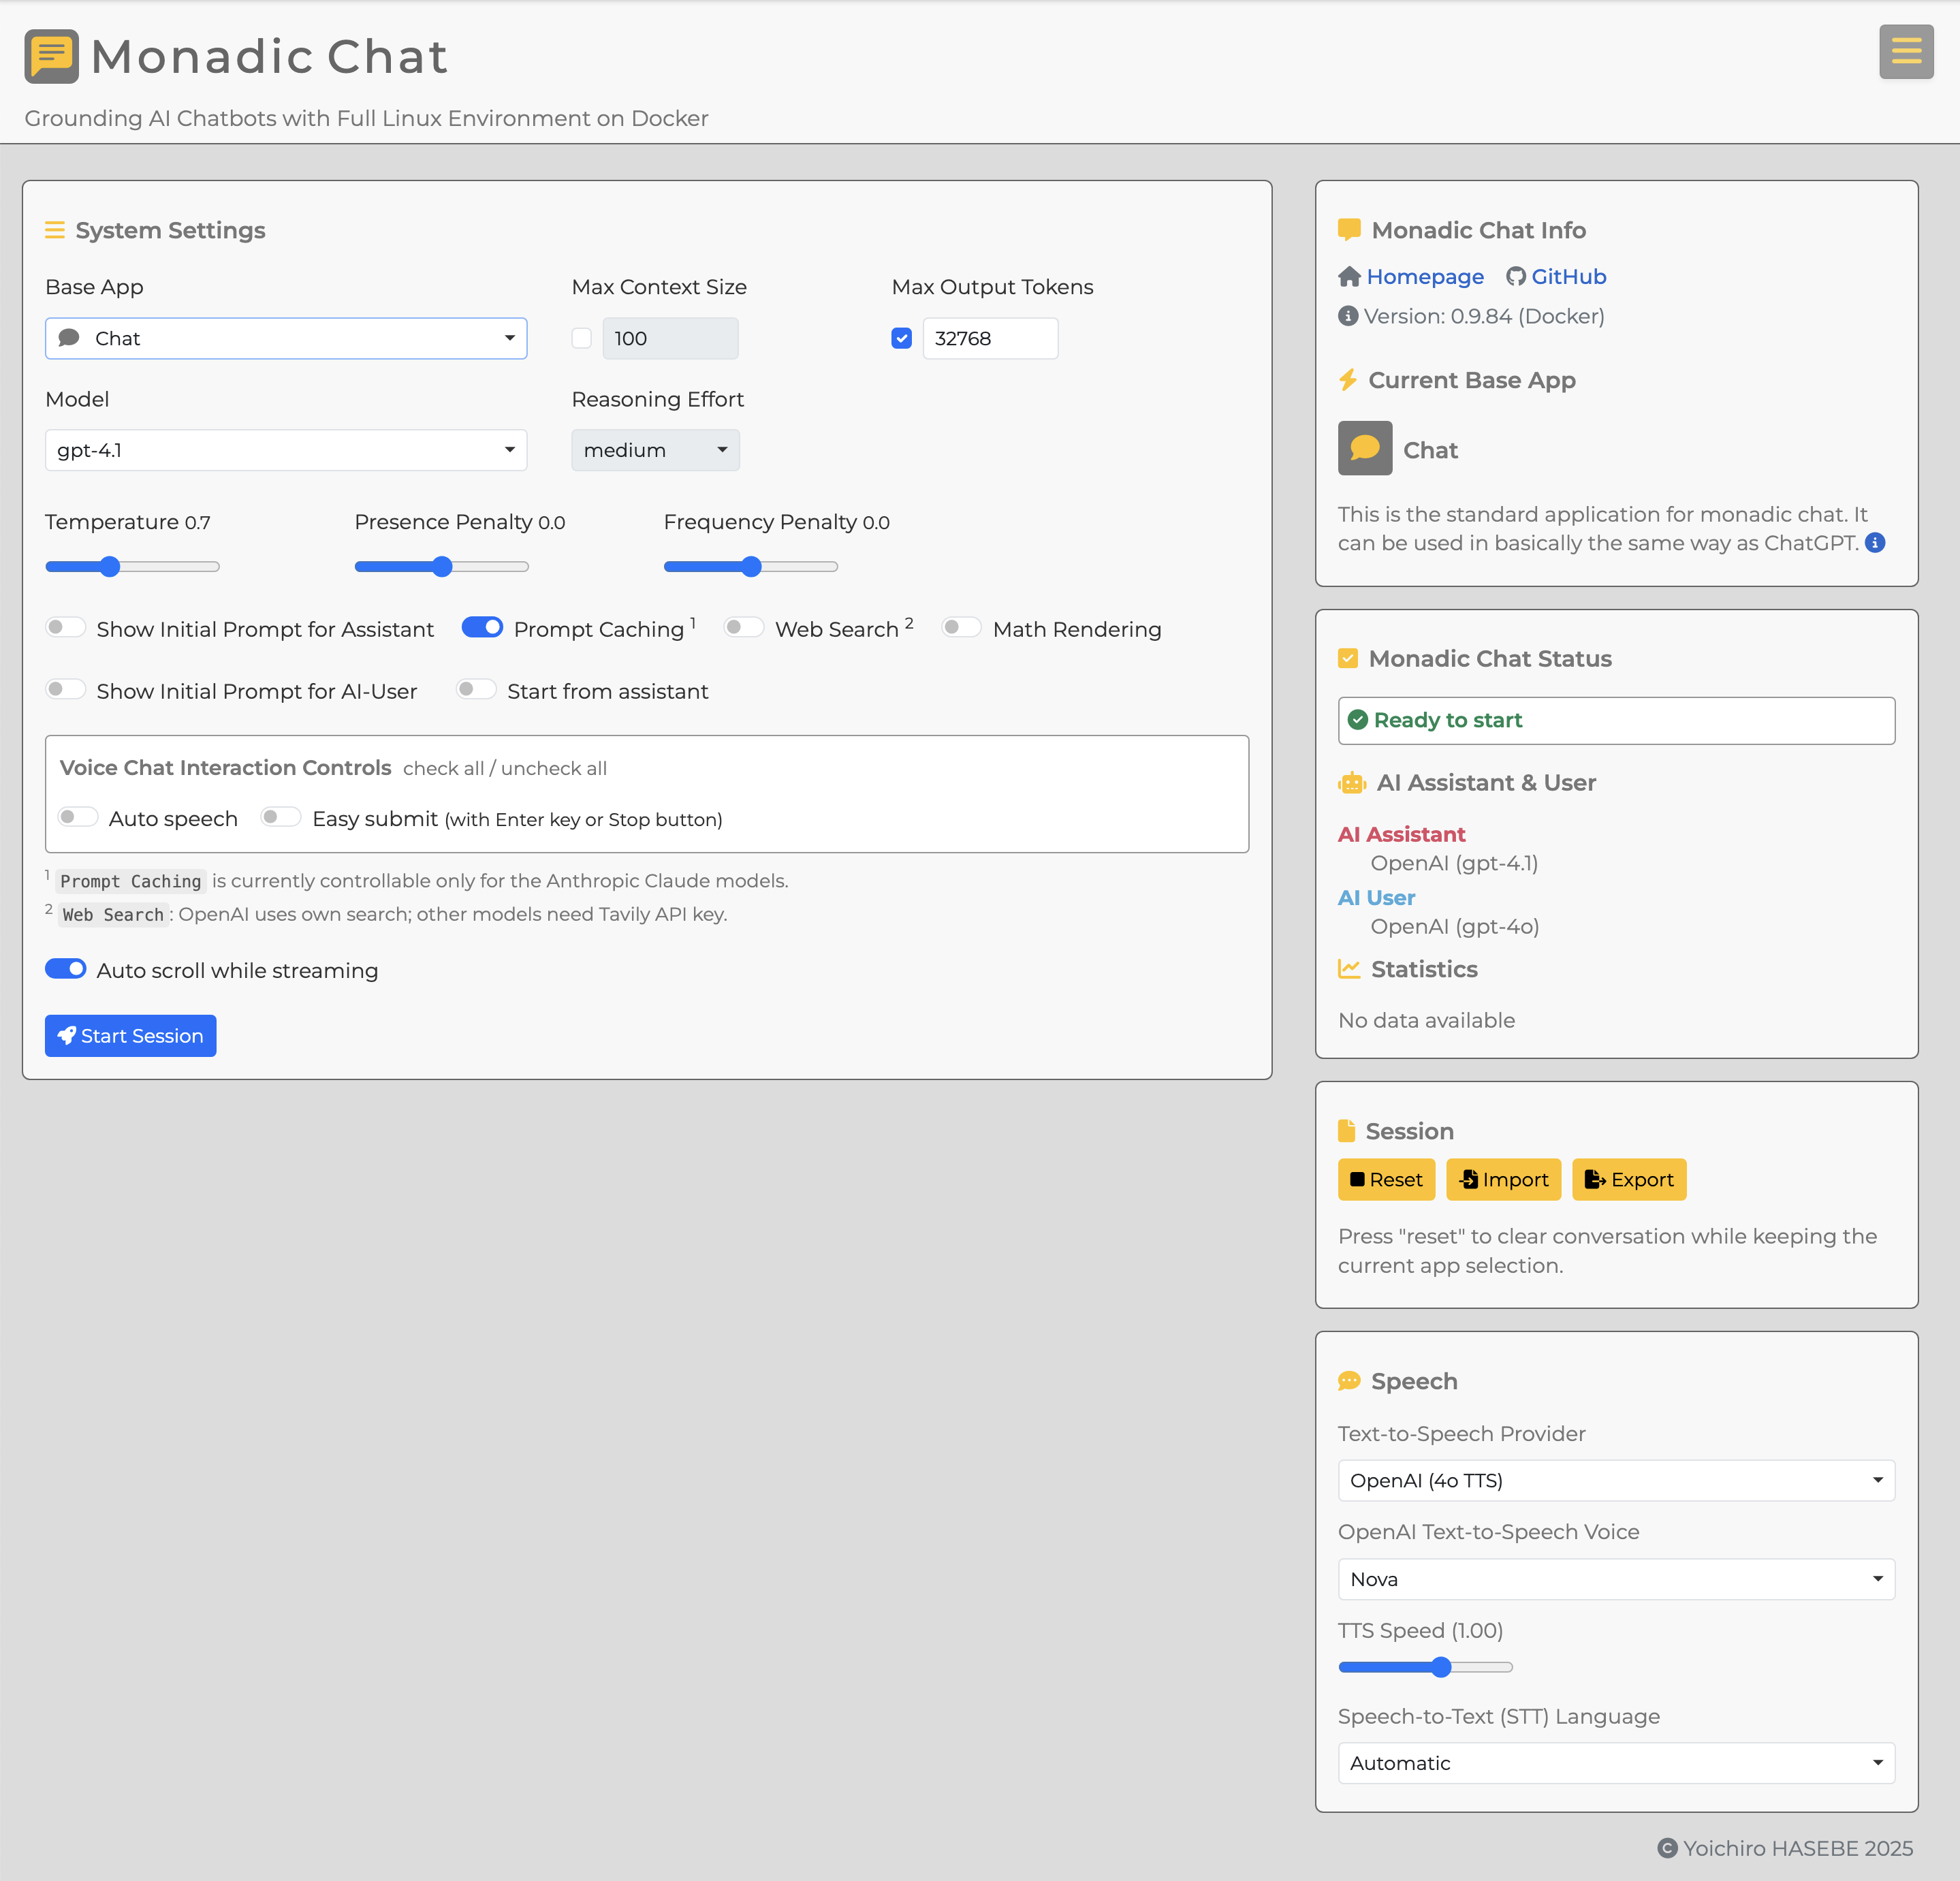 Monadic Chat
Grounding AI Chatbots with Full Linux Environment on Docker
System Settings
Base App
Max Context Size
Max Output Tokens
Chat
100
32768
Model
Reasoning Effort
gpt-4.1
medium
Temperature 0.7
Presence Penalty 0.0
Frequency Penalty 0.0
Show Initial Prompt for Assistant
Prompt Caching 1
Web Search 2
Math Rendering
Show Initial Prompt for AI-User
Start from assistant
Voice Chat Interaction Controls check all / uncheck all
Auto speech
Easy submit (with Enter key or Stop button)
1 Prompt Caching is currently controllable only for the Anthropic Claude models.
2 Web Search: OpenAI uses own search; other models need Tavily API key.
Auto scroll while streaming
Start Session
Monadic Chat Info
Homepage GitHub
Version: 0.9.84 (Docker)
Current Base App
Chat
This is the standard application for monadic chat. It
can be used in basically the same way as ChatGPT.
Monadic Chat Status
Ready to start
AI Assistant & User
AI Assistant
OpenAI (gpt-4.1)
AI User
OpenAI (gpt-4o)
Statistics
No data available
Session
Reset
Import
Export
Press "reset" to clear conversation while keeping the
current app selection.
Speech
Text-to-Speech Provider
OpenAI (4o TTS)
OpenAI Text-to-Speech Voice
Nova
TTS Speed (1.00)
Speech-to-Text (STT) Language
Automatic
© Yoichiro HASEBE 2025